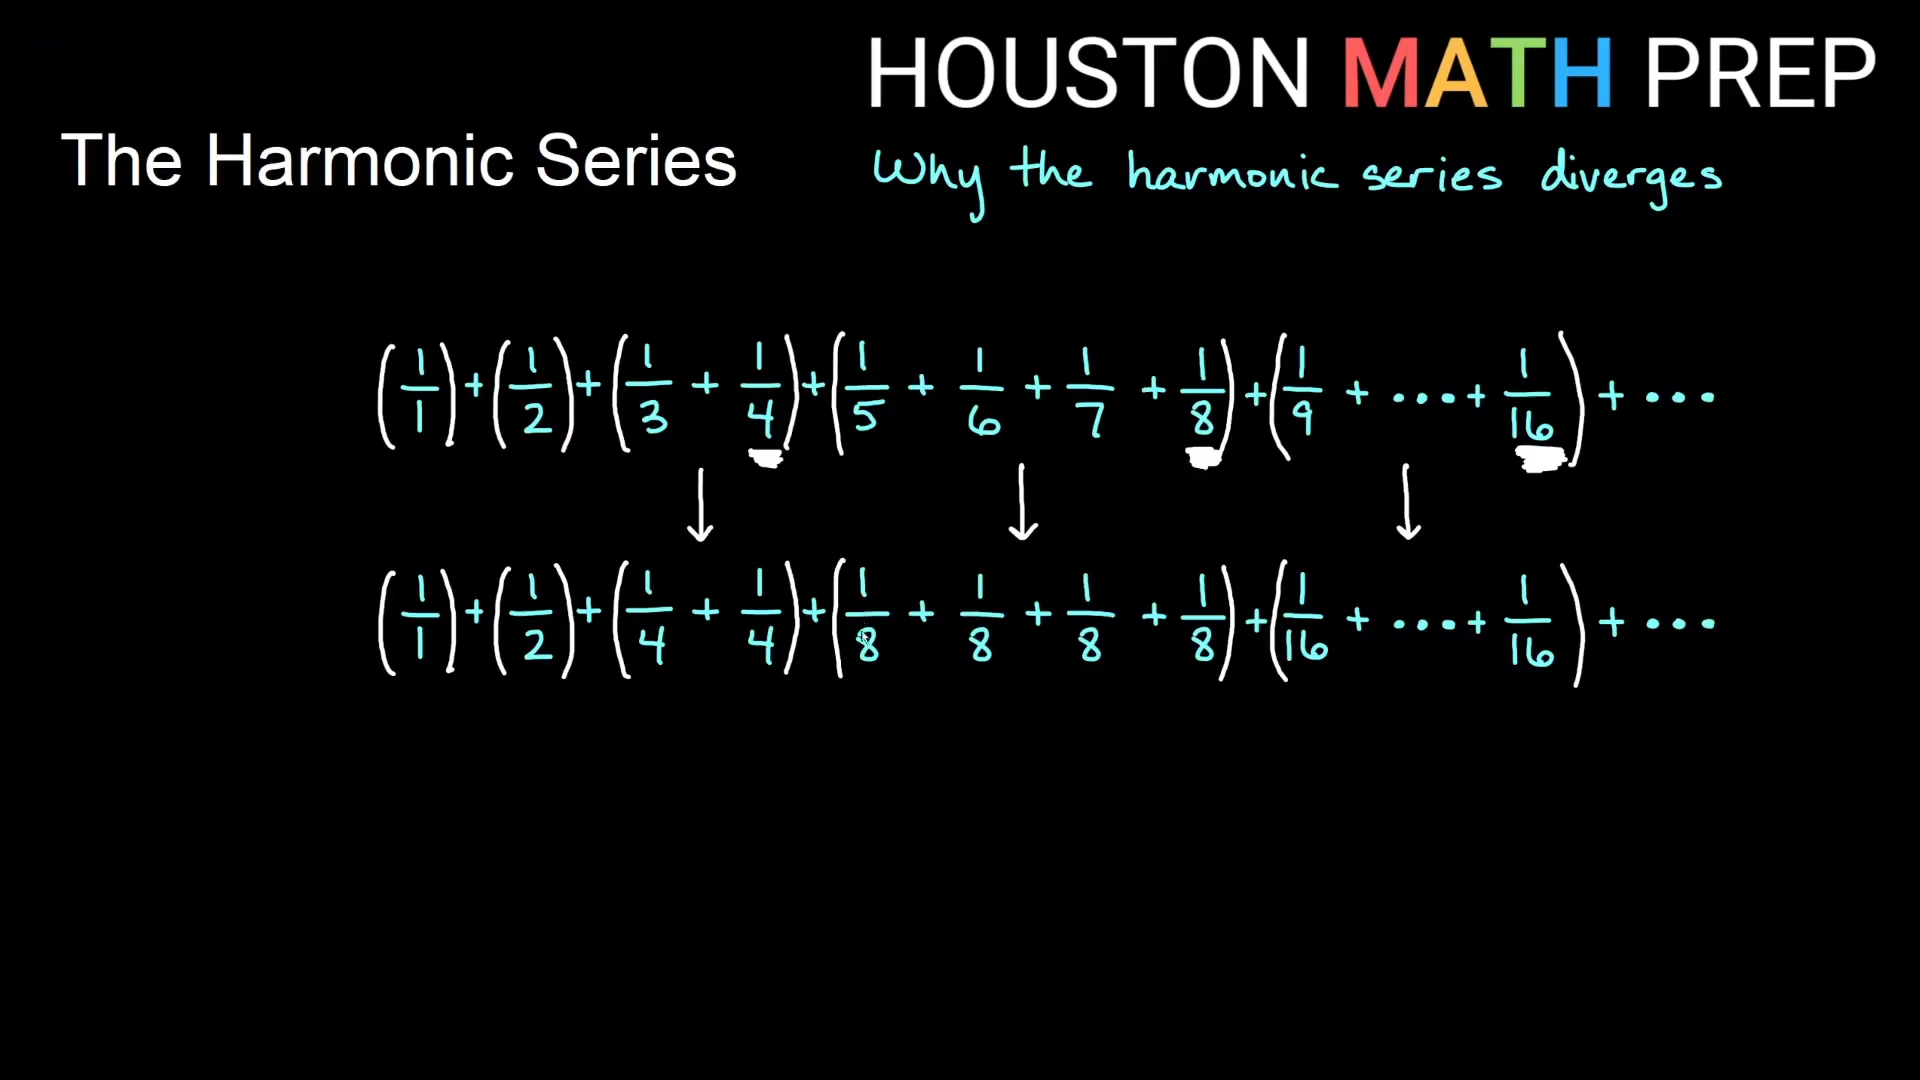 HOUSTON MATH PREP
The Harmonic Series
Why the harmonic series diverges
(1/1) + (1/2) + (1/3 + 1/4) + (1/5 + 1/6 + 1/7 + 1/8) + (1/9 + ... + 1/16) + ...
(1/1) + (1/2) + (1/4 + 1/4) + (1/8 + 1/8 + 1/8 + 1/8) + (1/16 + ... + 1/16) + ...